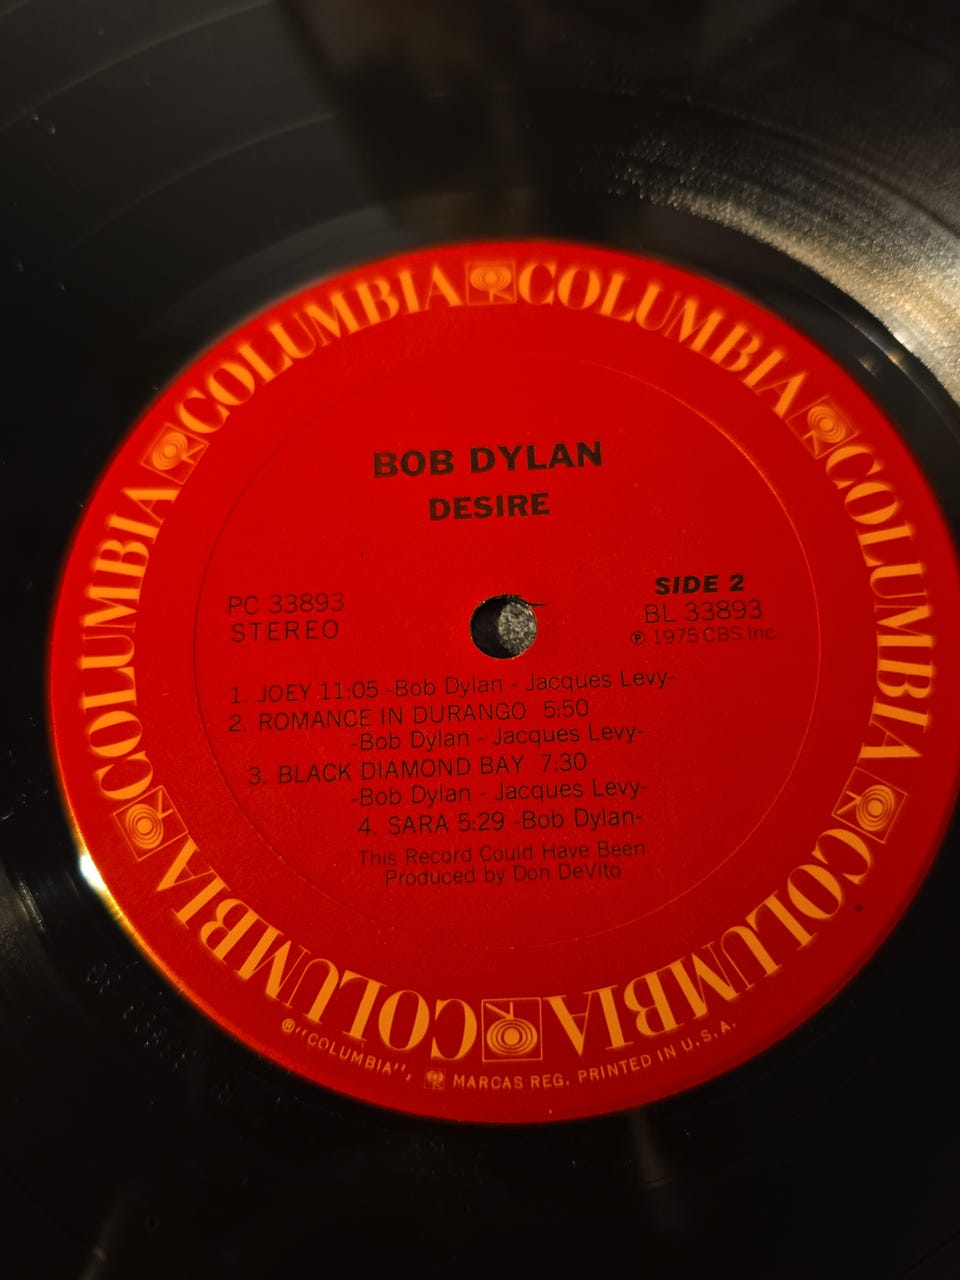 COLUMBIA COLUMBIA COLUMBIA COLUMBIA COLUMBIA COLUMBIA
BOB DYLAN
DESIRE
PC 33893
STEREO
SIDE 2
BL 33893
℗ 1975 CBS Inc.
1. JOEY 11:05 -Bob Dylan - Jacques Levy-
2. ROMANCE IN DURANGO 5:50
-Bob Dylan - Jacques Levy-
3. BLACK DIAMOND BAY 7:30
-Bob Dylan - Jacques Levy-
4. SARA 5:29 -Bob Dylan-
This Record Could Have Been
Produced by Don DeVito
®"COLUMBIA", MARCAS REG. PRINTED IN U.S.A.